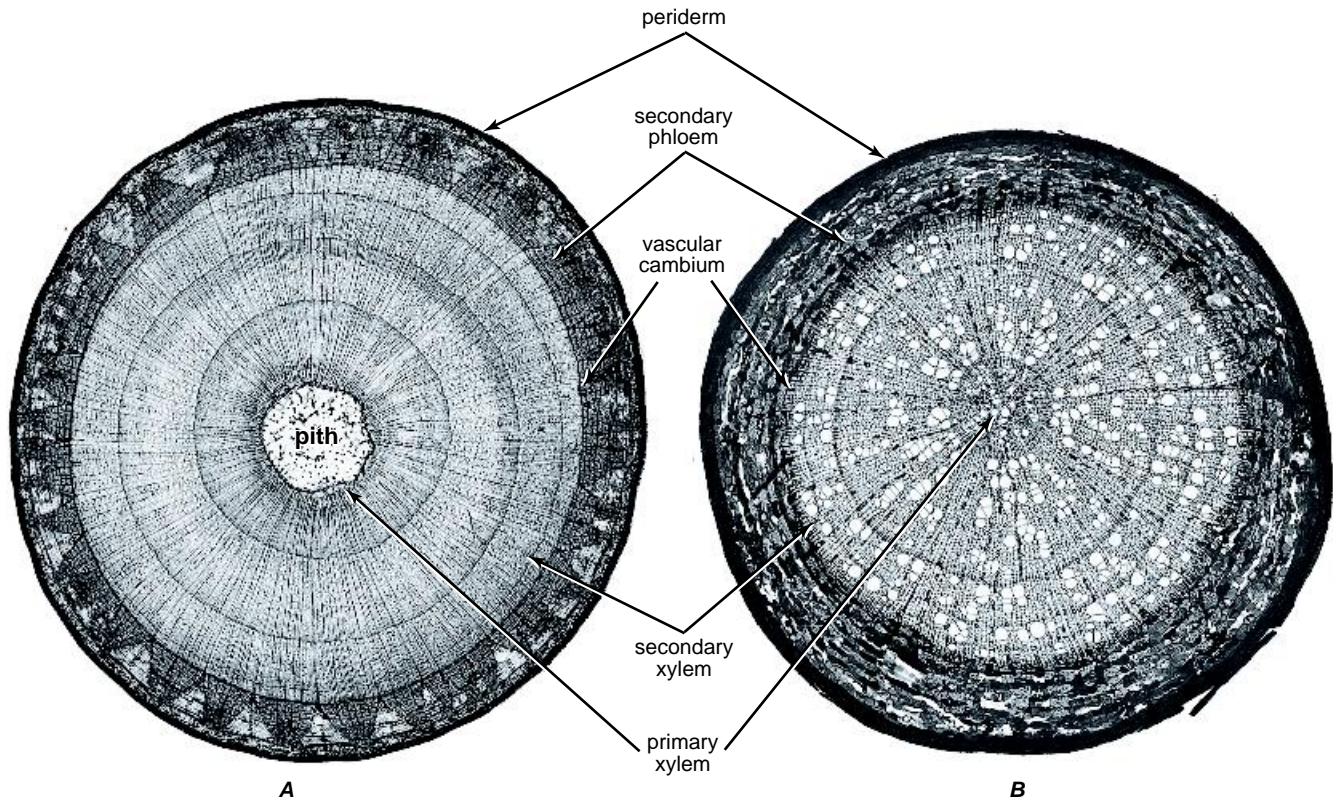 periderm
secondary
phloem
vascular
cambium
pith
secondary
xylem
primary
xylem
A
B